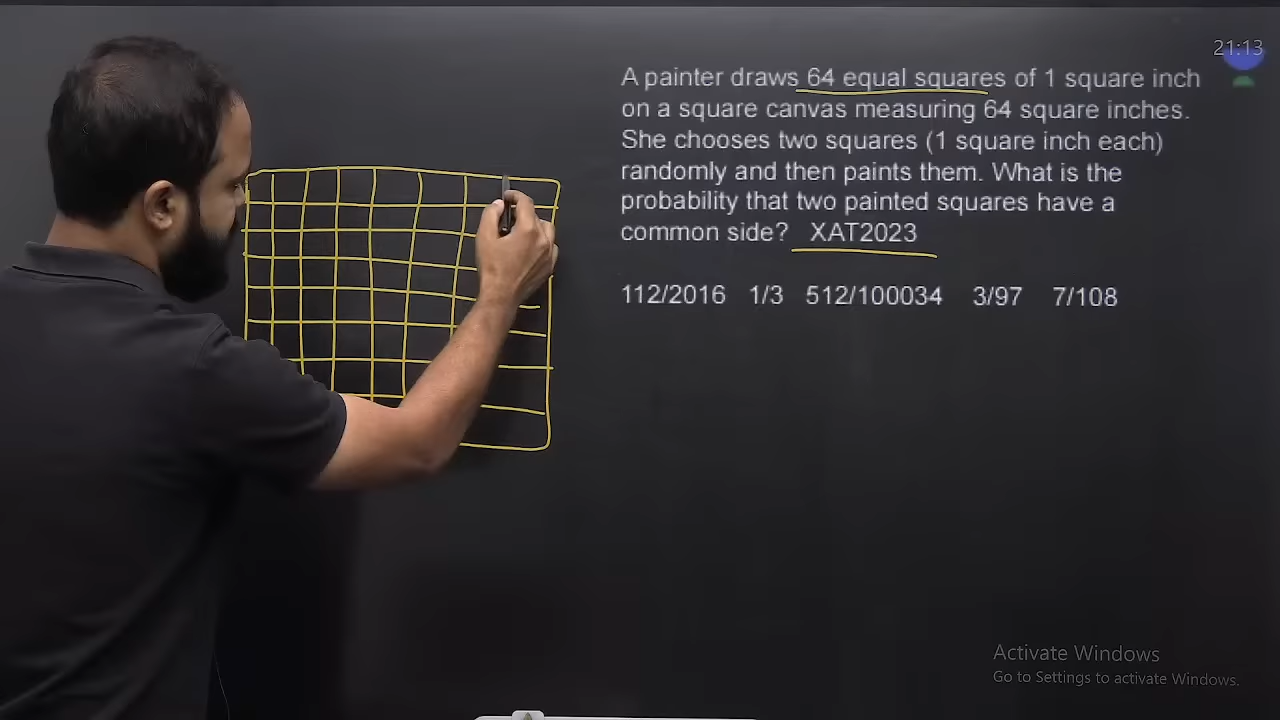 21:13
A painter draws 64 equal squares of 1 square inch
on a square canvas measuring 64 square inches.
She chooses two squares (1 square inch each)
randomly and then paints them. What is the
probability that two painted squares have a
common side? XAT2023
112/2016 1/3 512/100034 3/97 7/108
Activate Windows
Go to Settings to activate Windows.